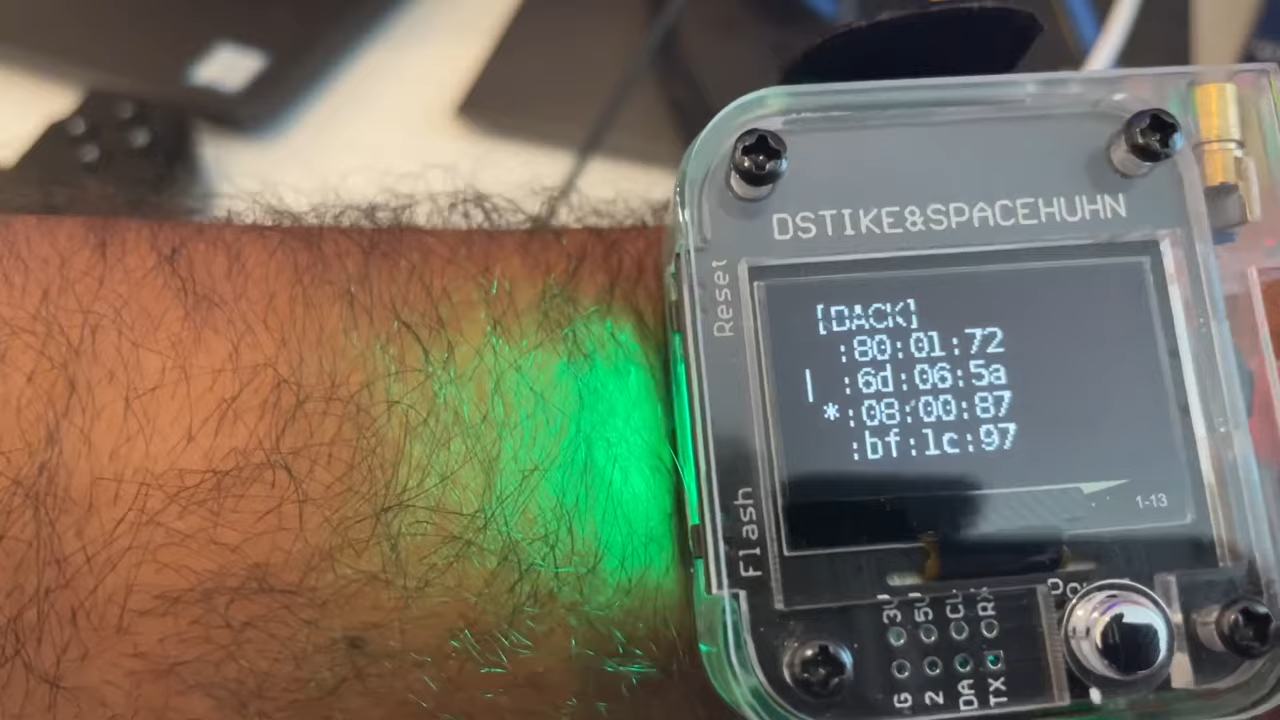 DSTIKE&SPACEHUHN
Reset
[BACK]
:80:01:72
| :6d:06:5a
*:08:00:87
:bf:1c:97
1-13
Flash
3V 5V CL RX
G 2 DA TX